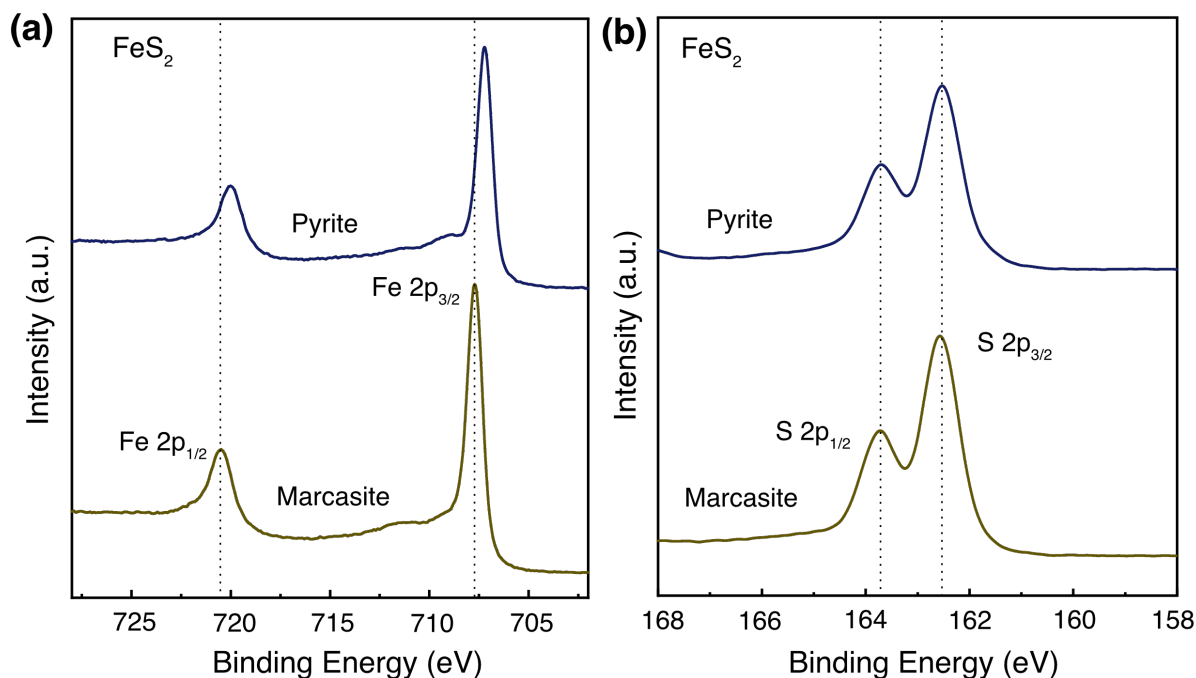 (a)
FeS₂
Pyrite
Fe 2p₃/₂
Fe 2p₁/₂
Marcasite
Intensity (a.u.)
725 720 715 710 705
Binding Energy (eV)
(b)
FeS₂
Pyrite
S 2p₃/₂
S 2p₁/₂
Marcasite
Intensity (a.u.)
168 166 164 162 160 158
Binding Energy (eV)